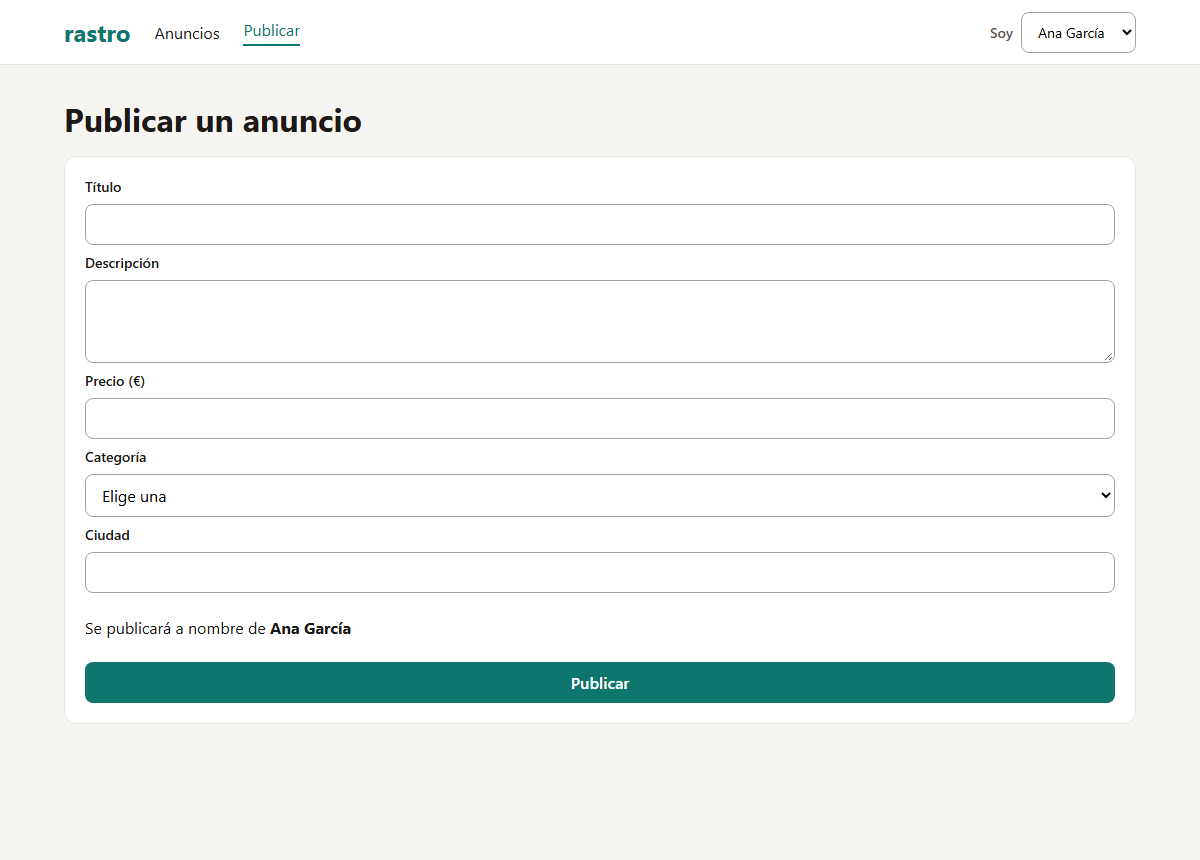 rastro Anuncios Publicar Soy Ana García
Publicar un anuncio
Título
Descripción
Precio (€)
Categoría
Elige una
Ciudad
Se publicará a nombre de Ana García
Publicar